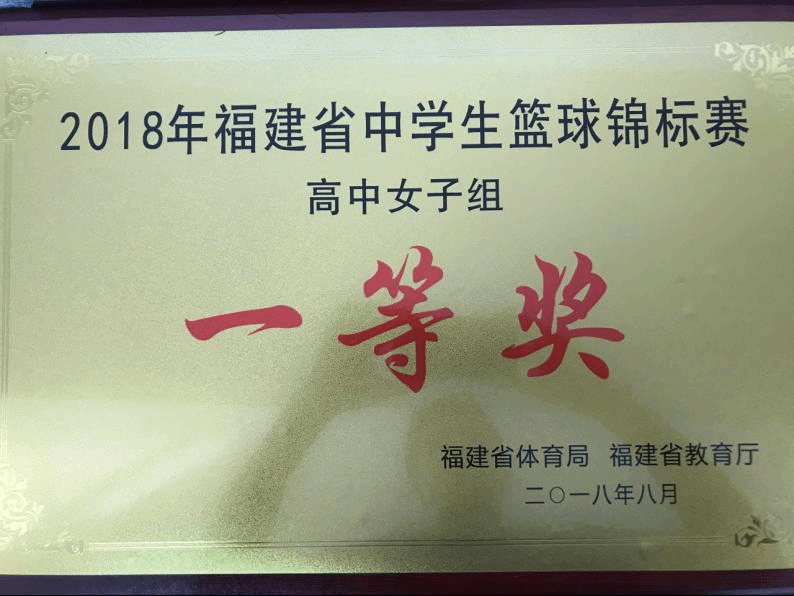 2018年福建省中学生篮球锦标赛
高中女子组
一等奖
福建省体育局 福建省教育厅
二〇一八年八月